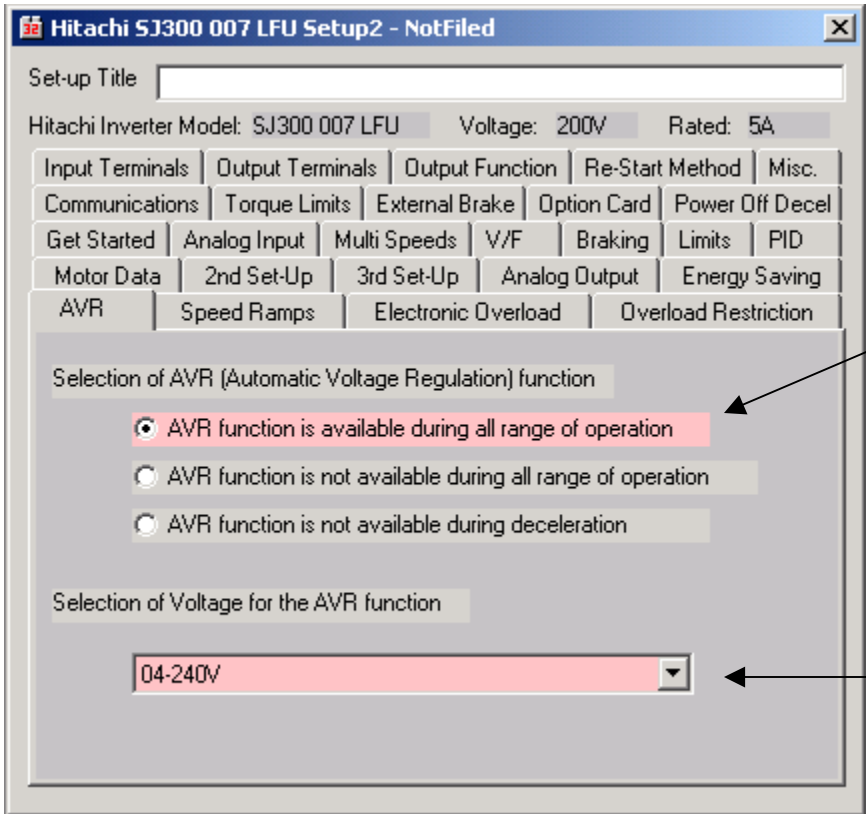 Hitachi SJ300 007 LFU Setup2 - NotFiled
Set-up Title
Hitachi Inverter Model: SJ300 007 LFU Voltage: 200V Rated: 5A
Input Terminals Output Terminals Output Function Re-Start Method Misc.
Communications Torque Limits External Brake Option Card Power Off Decel
Get Started Analog Input Multi Speeds V/F Braking Limits PID
Motor Data 2nd Set-Up 3rd Set-Up Analog Output Energy Saving
AVR Speed Ramps Electronic Overload Overload Restriction
Selection of AVR (Automatic Voltage Regulation) function
AVR function is available during all range of operation
AVR function is not available during all range of operation
AVR function is not available during deceleration
Selection of Voltage for the AVR function
04-240V